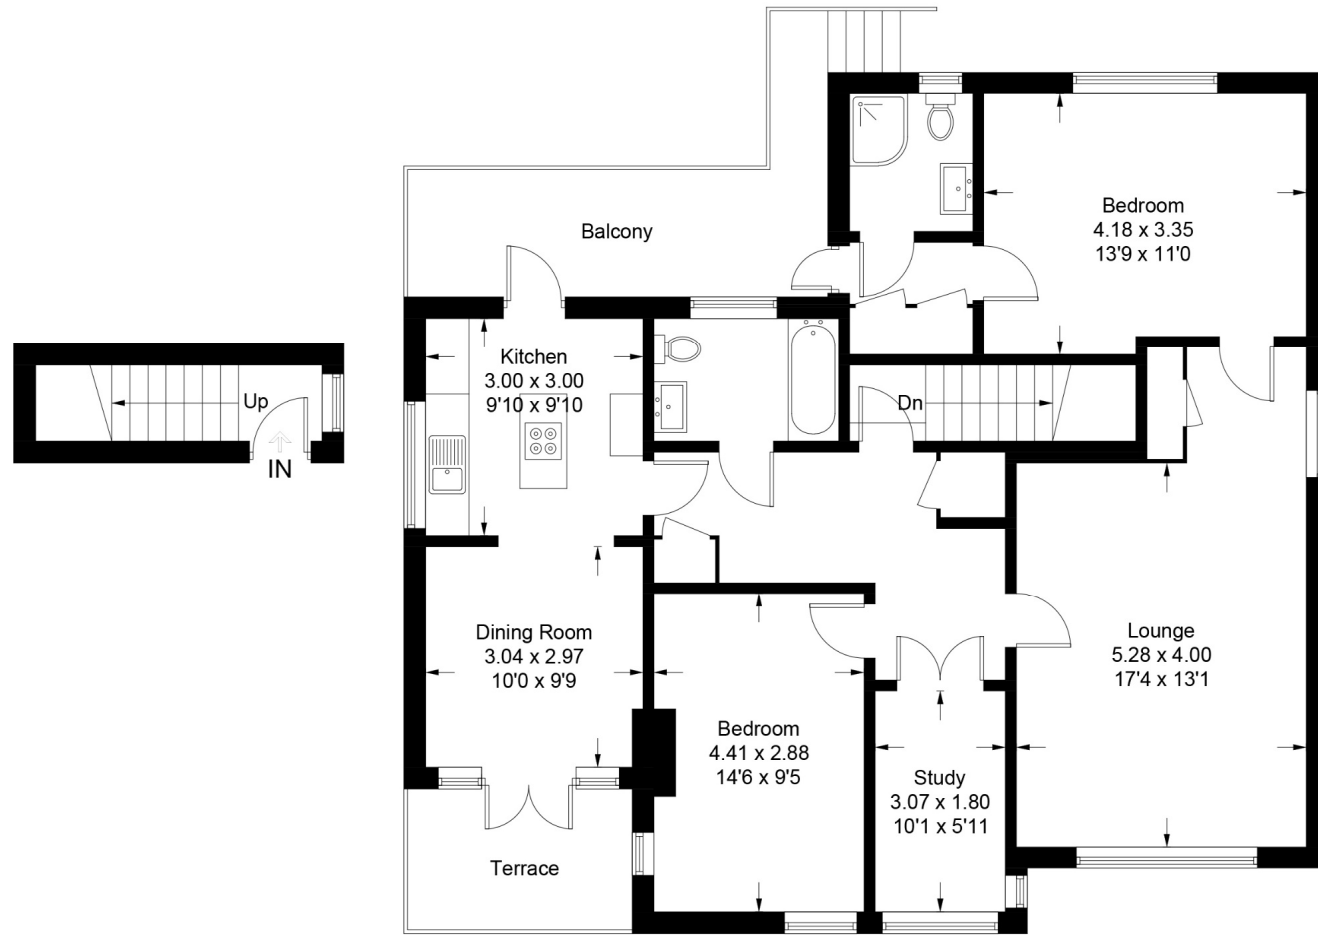 Balcony
Bedroom
4.18 x 3.35
13'9 x 11'0
Kitchen
3.00 x 3.00
9'10 x 9'10
Up
IN
Dn
Dining Room
3.04 x 2.97
10'0 x 9'9
Lounge
5.28 x 4.00
17'4 x 13'1
Bedroom
4.41 x 2.88
14'6 x 9'5
Study
3.07 x 1.80
10'1 x 5'11
Terrace